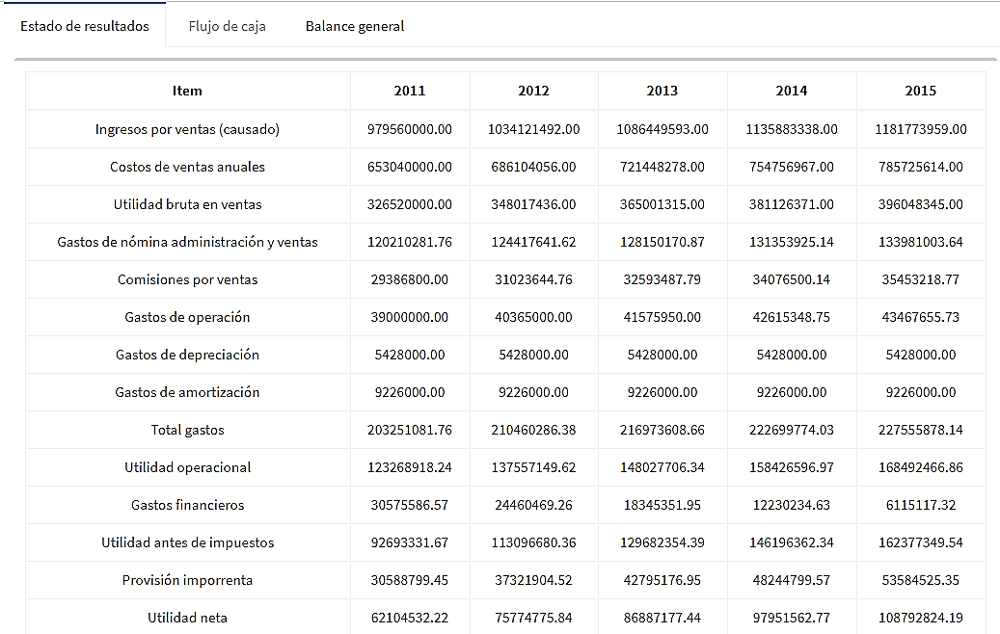 Estado de resultados Flujo de caja Balance general
Item 2011 2012 2013 2014 2015
Ingresos por ventas (causado) 979560000.00 1034121492.00 1086449593.00 1135883338.00 1181773959.00
Costos de ventas anuales 653040000.00 686104056.00 721448278.00 754756967.00 785725614.00
Utilidad bruta en ventas 326520000.00 348017436.00 365001315.00 381126371.00 396048345.00
Gastos de nómina administración y ventas 120210281.76 124417641.62 128150170.87 131353925.14 133981003.64
Comisiones por ventas 29386800.00 31023644.76 32593487.79 34076500.14 35453218.77
Gastos de operación 39000000.00 40365000.00 41575950.00 42615348.75 43467655.73
Gastos de depreciación 5428000.00 5428000.00 5428000.00 5428000.00 5428000.00
Gastos de amortización 9226000.00 9226000.00 9226000.00 9226000.00 9226000.00
Total gastos 203251081.76 210460286.38 216973608.66 222699774.03 227555878.14
Utilidad operacional 123268918.24 137557149.62 148027706.34 158426596.97 168492466.86
Gastos financieros 30575586.57 24460469.26 18345351.95 12230234.63 6115117.32
Utilidad antes de impuestos 92693331.67 113096680.36 129682354.39 146196362.34 162377349.54
Provisión imporrenta 30588799.45 37321904.52 42795176.95 48244799.57 53584525.35
Utilidad neta 62104532.22 75774775.84 86887177.44 97951562.77 108792824.19